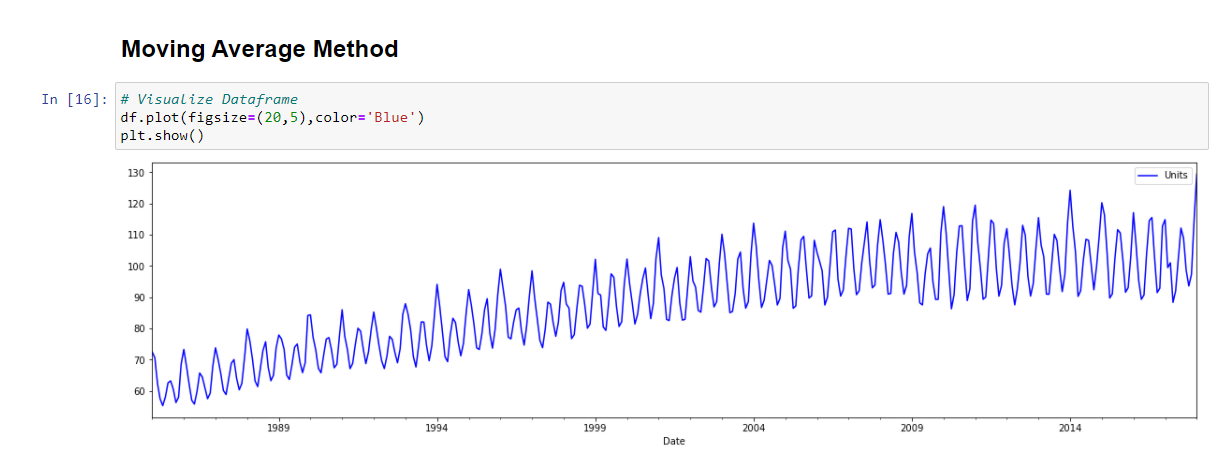 Moving Average Method
In [16]:
# Visualize Dataframe
df.plot(figsize=(20,5),color='Blue')
plt.show()
130
120
110
100
90
80
70
60
Units
1989 1994 1999 2004 2009 2014
Date